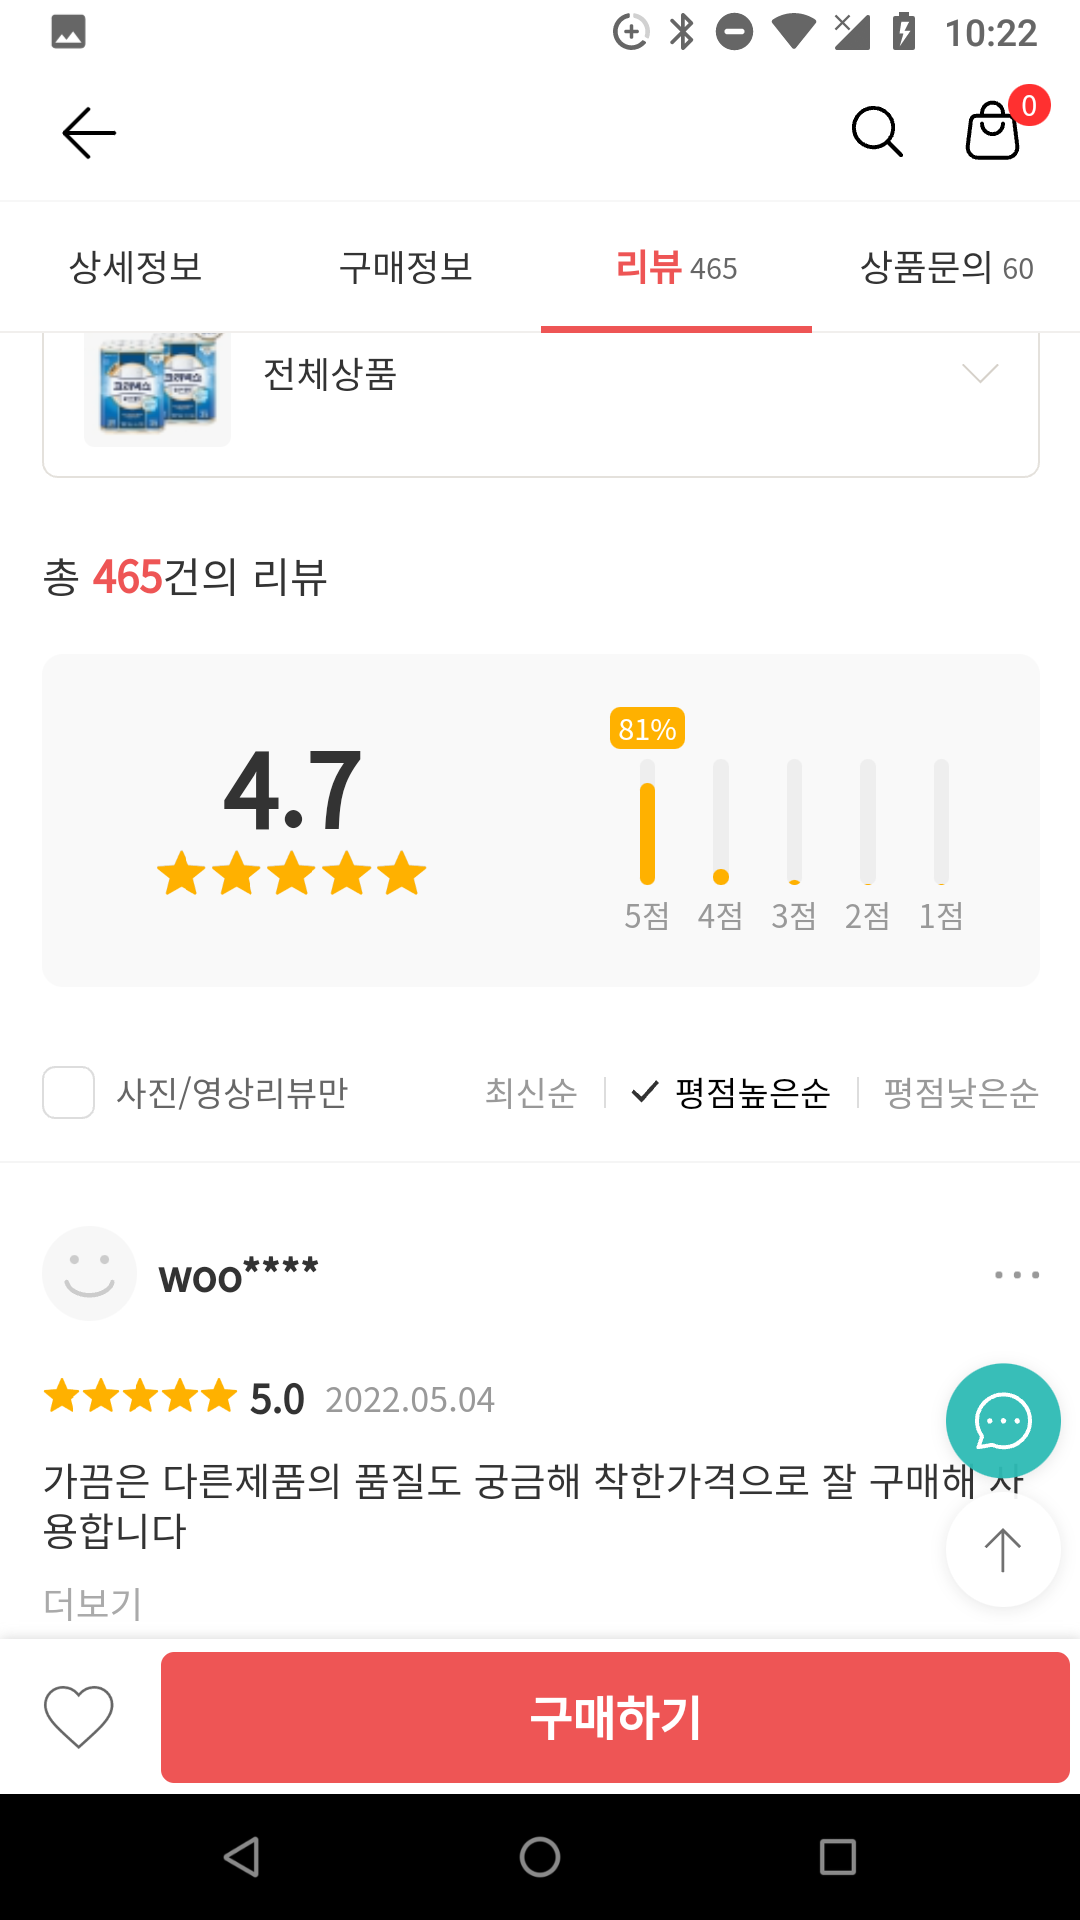 10:22
0
상세정보 구매정보 리뷰 465 상품문의 60
크리넥스
전체상품
총 465건의 리뷰
81%
4.7
5점 4점 3점 2점 1점
사진/영상리뷰만 최신순 평점높은순 평점낮은순
woo****
5.0 2022.05.04
가끔은 다른제품의 품질도 궁금해 착한가격으로 잘 구매해 사
용합니다
더보기
구매하기